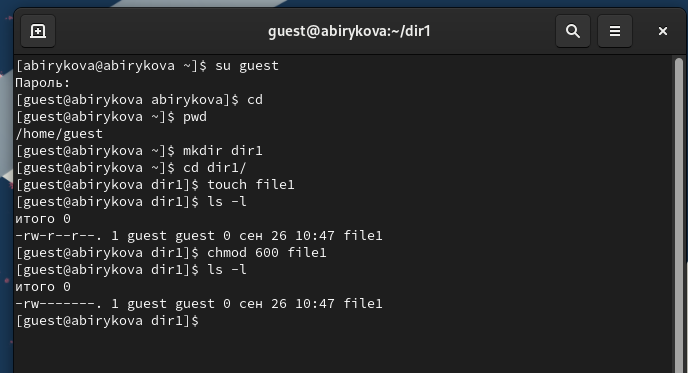 guest@abirykova:~/dir1
[abirykova@abirykova ~]$ su guest
Пароль:
[guest@abirykova abirykova]$ cd
[guest@abirykova ~]$ pwd
/home/guest
[guest@abirykova ~]$ mkdir dir1
[guest@abirykova ~]$ cd dir1/
[guest@abirykova dir1]$ touch file1
[guest@abirykova dir1]$ ls -l
итого 0
-rw-r--r--. 1 guest guest 0 сен 26 10:47 file1
[guest@abirykova dir1]$ chmod 600 file1
[guest@abirykova dir1]$ ls -l
итого 0
-rw-------. 1 guest guest 0 сен 26 10:47 file1
[guest@abirykova dir1]$